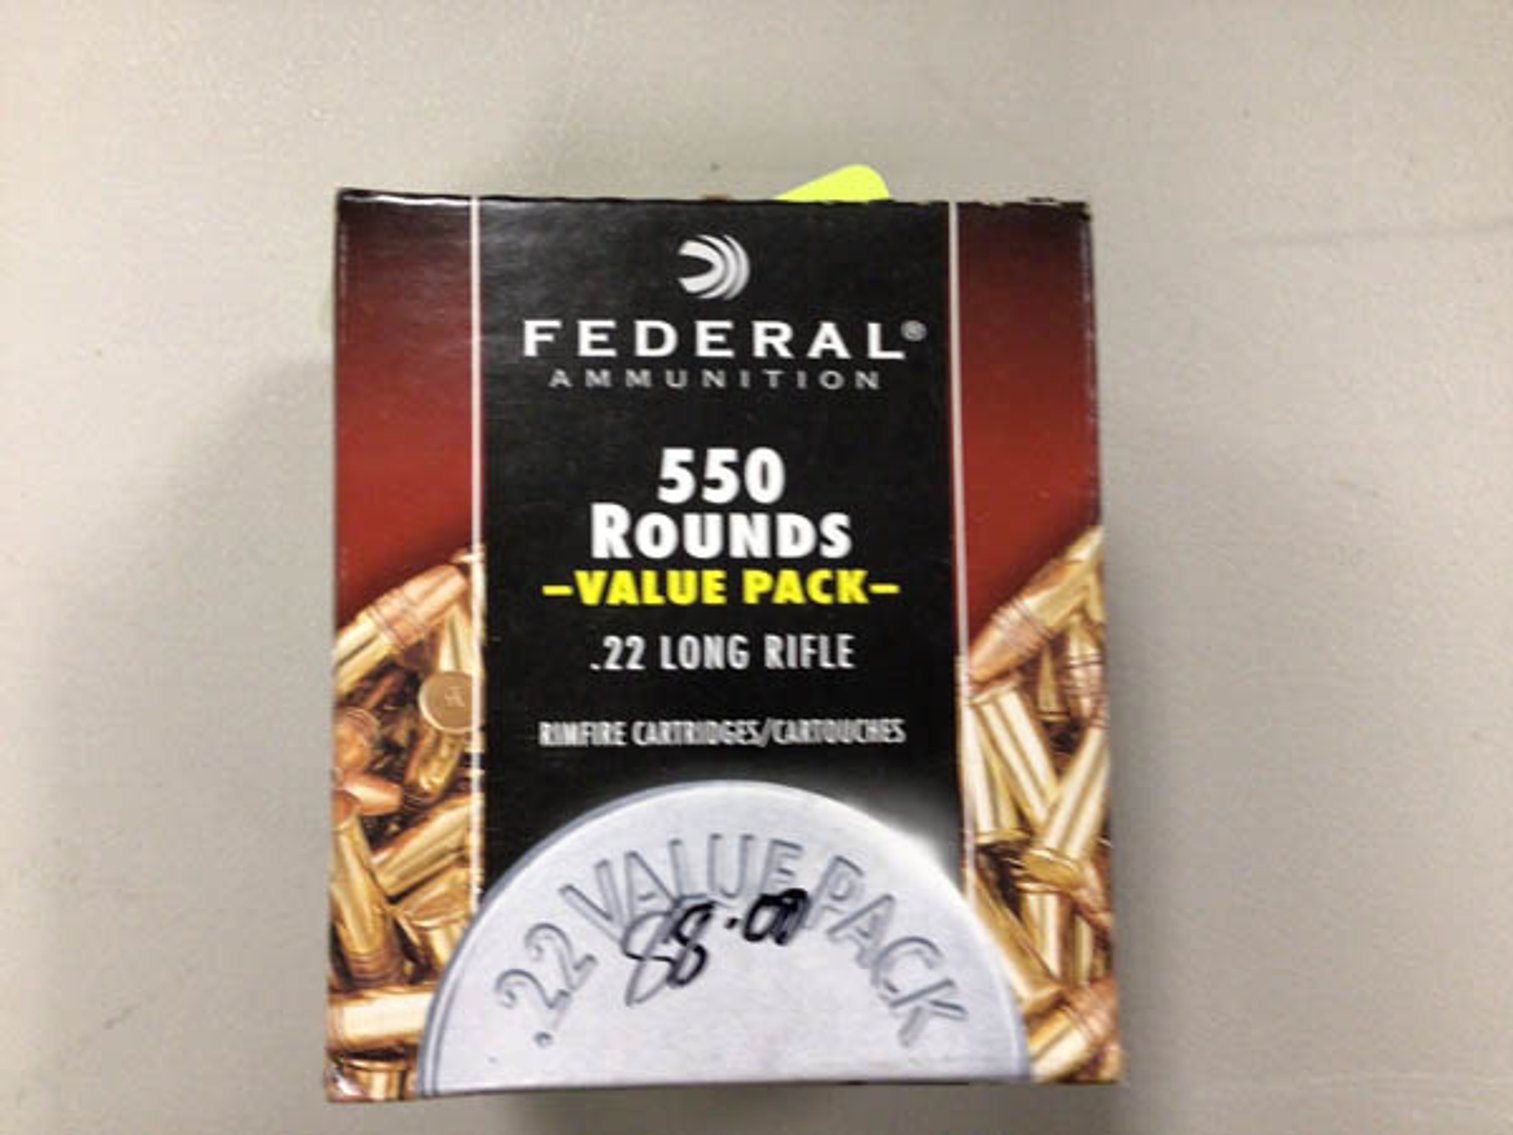 FEDERAL®
AMMUNITION
550
ROUNDS
–VALUE PACK–
.22 LONG RIFLE
RIMFIRE CARTRIDGES/CARTOUCHES
.22 VALUE PACK